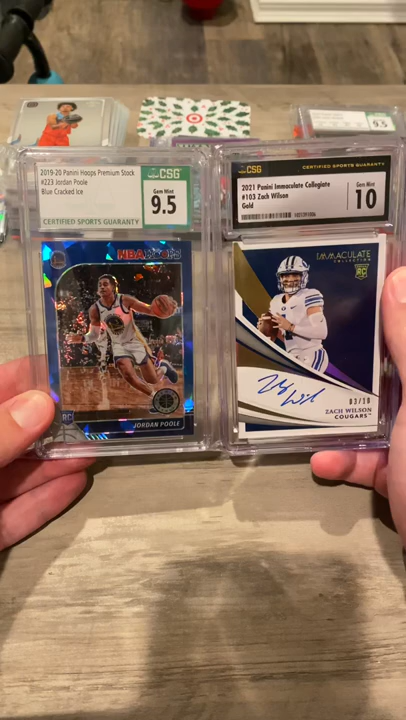 2019-20 Panini Hoops Premium Stock
#223 Jordan Poole
Blue Cracked Ice
CSG
Gem Mint
9.5
CERTIFIED SPORTS GUARANTY
NBA HOOPS
RC
JORDAN POOLE
CSG
CERTIFIED SPORTS GUARANTY
2021 Panini Immaculate Collegiate
#103 Zach Wilson
Gold
Gem Mint
10
IMMACULATE
COLLECTION
RC
03/10
ZACH WILSON
COUGARS
9.5